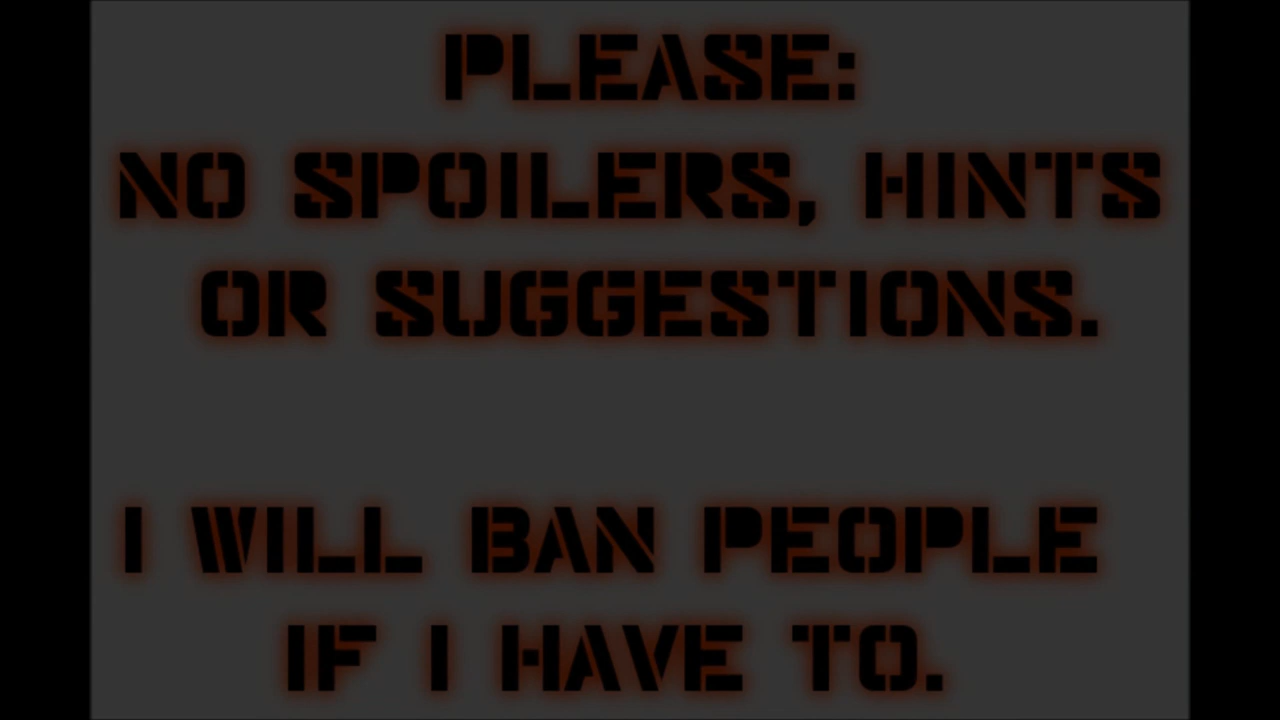 PLEASE:
NO SPOILERS, HINTS
OR SUGGESTIONS.
I WILL BAN PEOPLE
IF I HAVE TO.